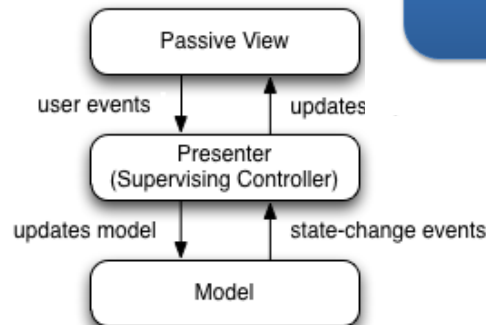 Passive View
user events
updates
Presenter
(Supervising Controller)
updates model
state-change events
Model